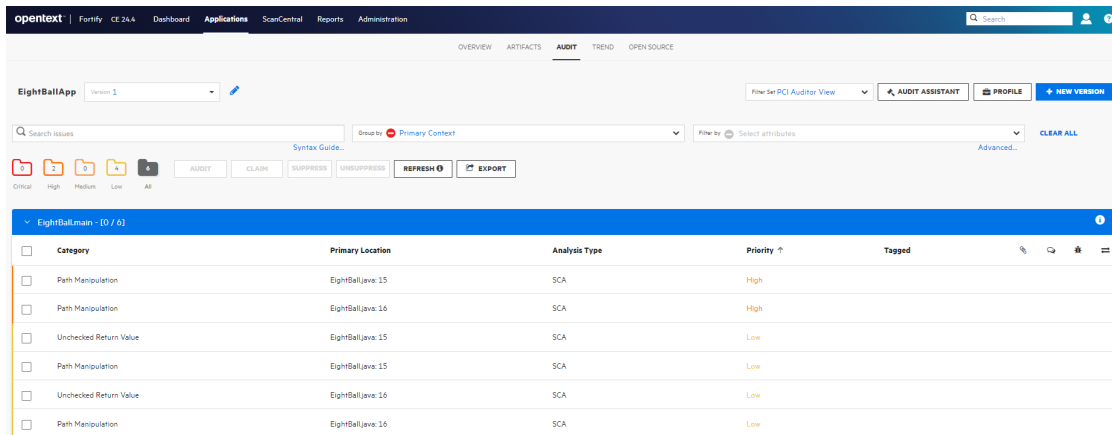 opentext™ | Fortify CE 24.4 Dashboard Applications ScanCentral Reports Administration Search
OVERVIEW ARTIFACTS AUDIT TREND OPEN SOURCE
EightBallApp Version 1 Filter Set PCI Auditor View AUDIT ASSISTANT PROFILE + NEW VERSION
Search issues Group by Primary Context Filter by Select attributes CLEAR ALL
Syntax Guide... Advanced...
0 2 0 4 6 AUDIT CLAIM SUPPRESS UNSUPPRESS REFRESH EXPORT
Critical High Medium Low All
EightBall.main - [0 / 6]
Category Primary Location Analysis Type Priority ↑ Tagged
Path Manipulation EightBall.java: 15 SCA High
Path Manipulation EightBall.java: 16 SCA High
Unchecked Return Value EightBall.java: 15 SCA Low
Path Manipulation EightBall.java: 15 SCA Low
Unchecked Return Value EightBall.java: 16 SCA Low
Path Manipulation EightBall.java: 16 SCA Low